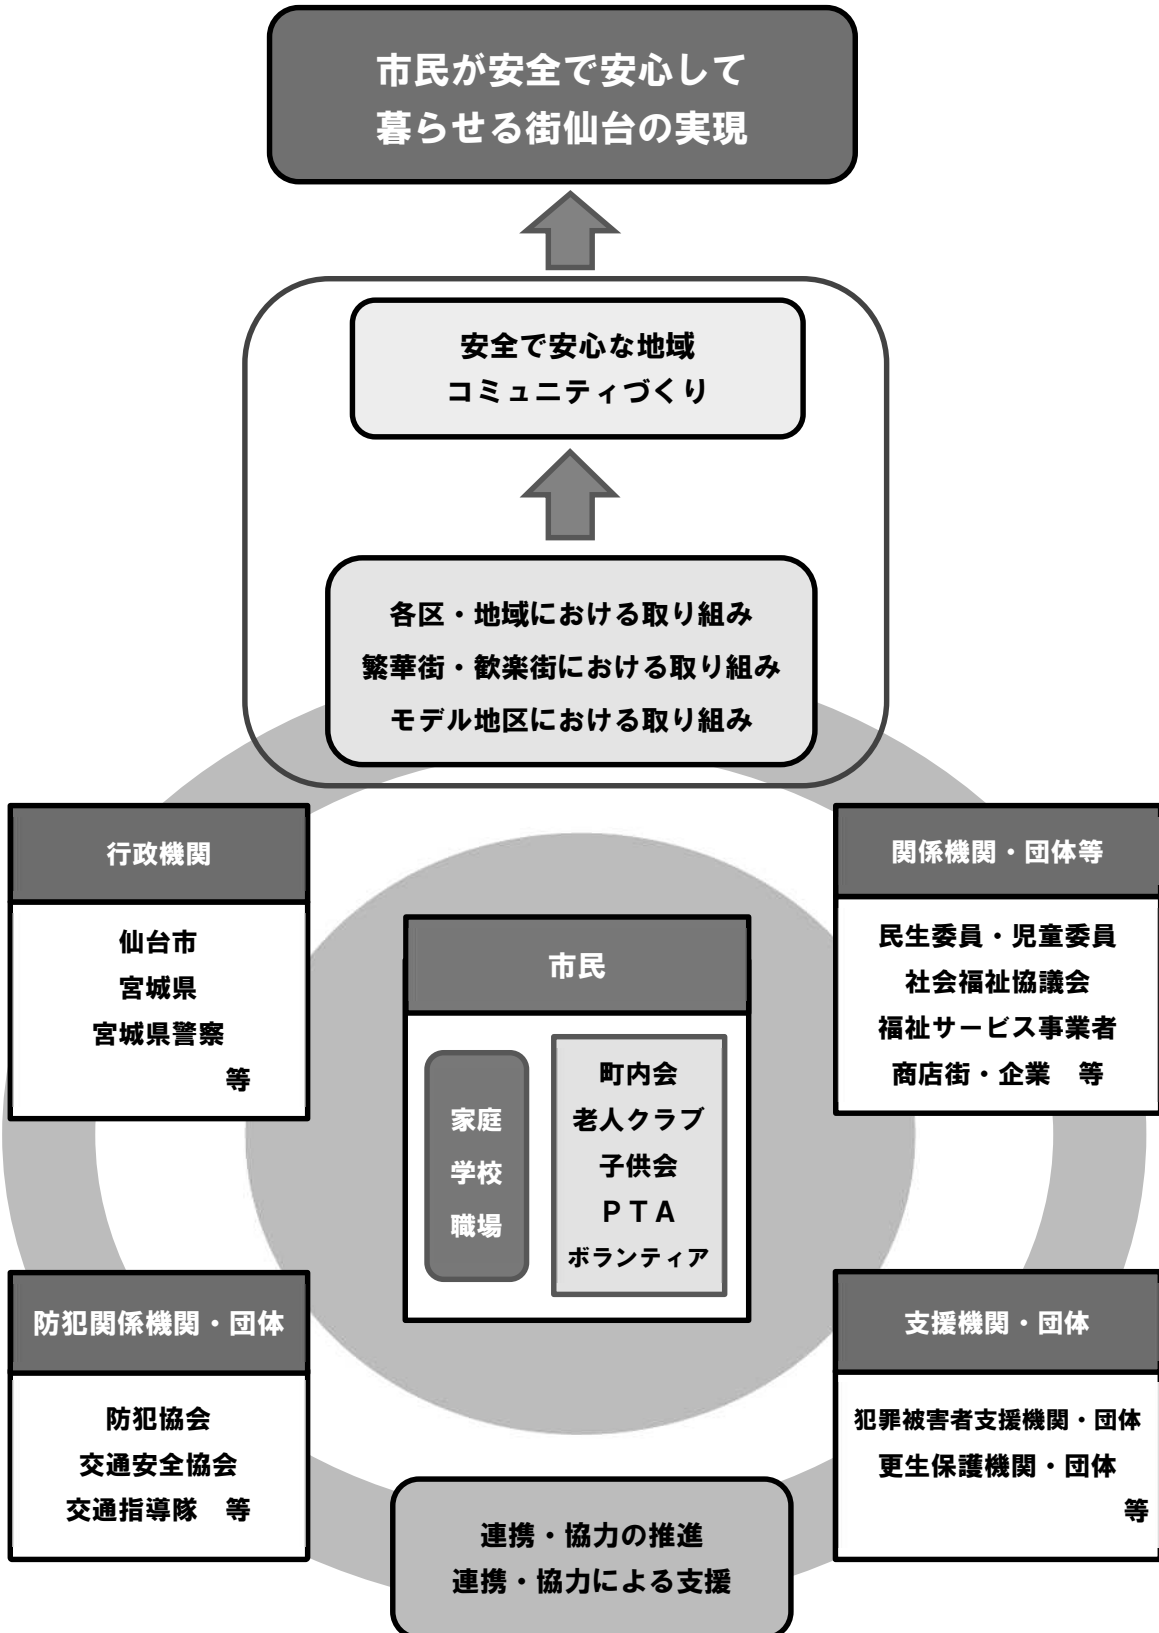 市民が安全で安心して
暮らせる街仙台の実現
安全で安心な地域
コミュニティづくり
各区・地域における取り組み
繁華街・歓楽街における取り組み
モデル地区における取り組み
行政機関
仙台市
宮城県
宮城県警察
等
関係機関・団体等
民生委員・児童委員
社会福祉協議会
福祉サービス事業者
商店街・企業　等
市民
家庭
学校
職場
町内会
老人クラブ
子供会
ＰＴＡ
ボランティア
防犯関係機関・団体
防犯協会
交通安全協会
交通指導隊　等
支援機関・団体
犯罪被害者支援機関・団体
更生保護機関・団体
等
連携・協力の推進
連携・協力による支援